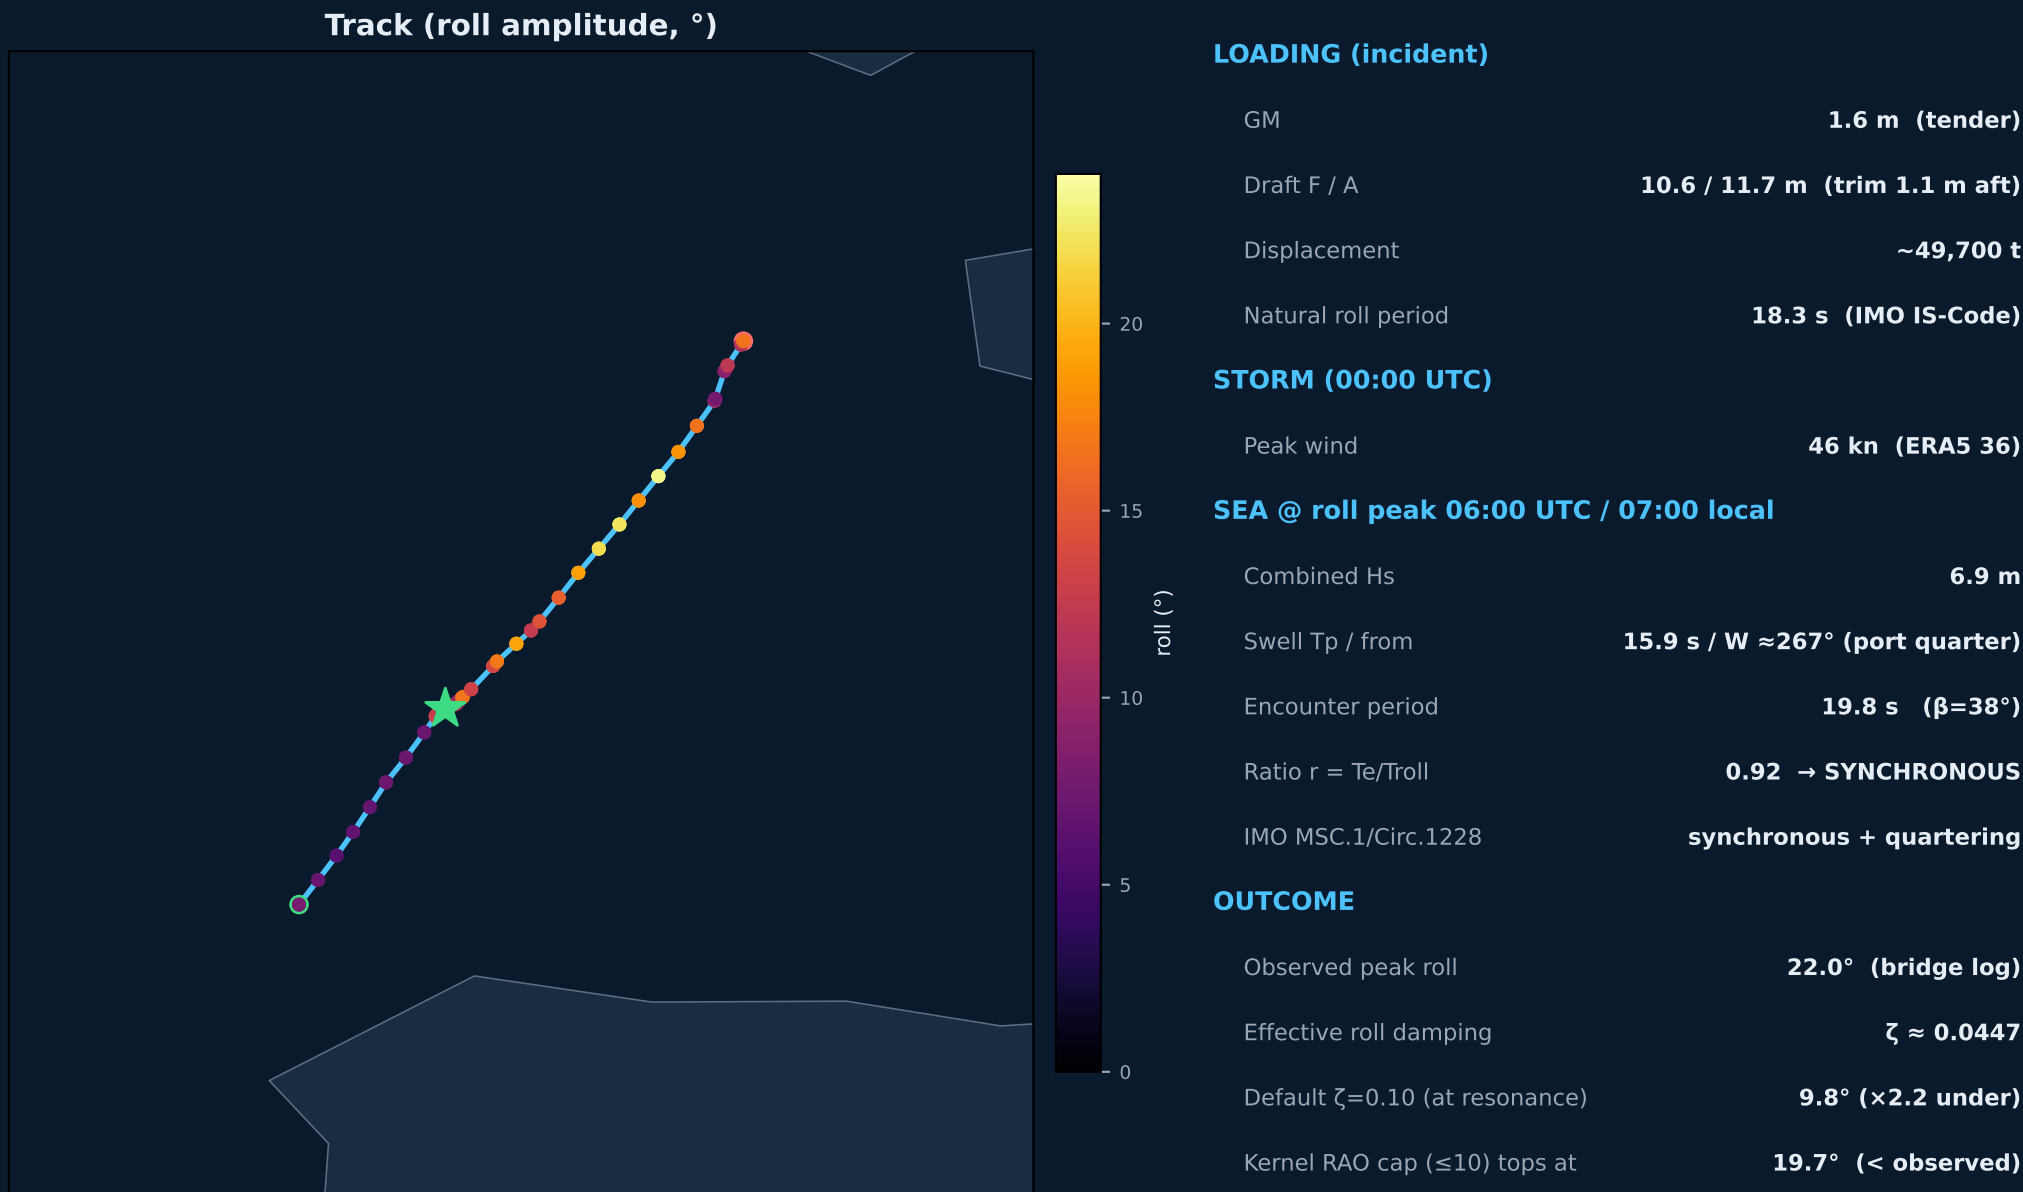 Track (roll amplitude, °)
20
15
10
5
0
roll (°)
LOADING (incident)
GM 1.6 m (tender)
Draft F / A 10.6 / 11.7 m (trim 1.1 m aft)
Displacement ~49,700 t
Natural roll period 18.3 s (IMO IS-Code)
STORM (00:00 UTC)
Peak wind 46 kn (ERA5 36)
SEA @ roll peak 06:00 UTC / 07:00 local
Combined Hs 6.9 m
Swell Tp / from 15.9 s / W ≈267° (port quarter)
Encounter period 19.8 s (β=38°)
Ratio r = Te/Troll 0.92 → SYNCHRONOUS
IMO MSC.1/Circ.1228 synchronous + quartering
OUTCOME
Observed peak roll 22.0° (bridge log)
Effective roll damping ζ ≈ 0.0447
Default ζ=0.10 (at resonance) 9.8° (×2.2 under)
Kernel RAO cap (≤10) tops at 19.7° (< observed)